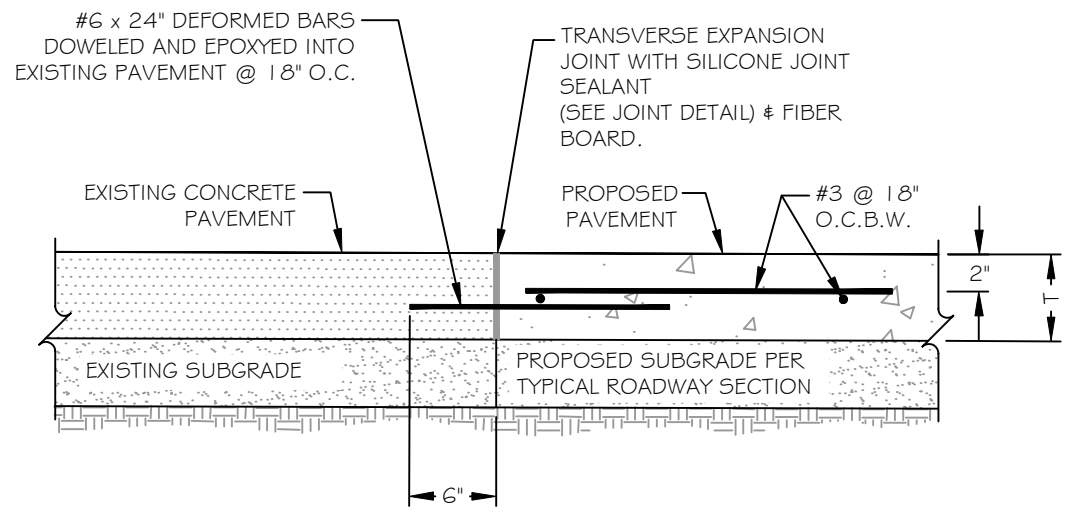 #6 x 24" DEFORMED BARS
DOWELED AND EPOXYED INTO
EXISTING PAVEMENT @ 18" O.C.
TRANSVERSE EXPANSION
JOINT WITH SILICONE JOINT
SEALANT
(SEE JOINT DETAIL) & FIBER
BOARD.
EXISTING CONCRETE
PAVEMENT
PROPOSED
PAVEMENT
#3 @ 18"
O.C.B.W.
2"
T
EXISTING SUBGRADE
PROPOSED SUBGRADE PER
TYPICAL ROADWAY SECTION
6"